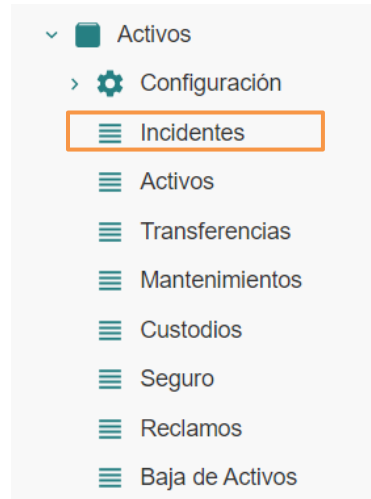 Activos
Configuración
Incidentes
Activos
Transferencias
Mantenimientos
Custodios
Seguro
Reclamos
Baja de Activos